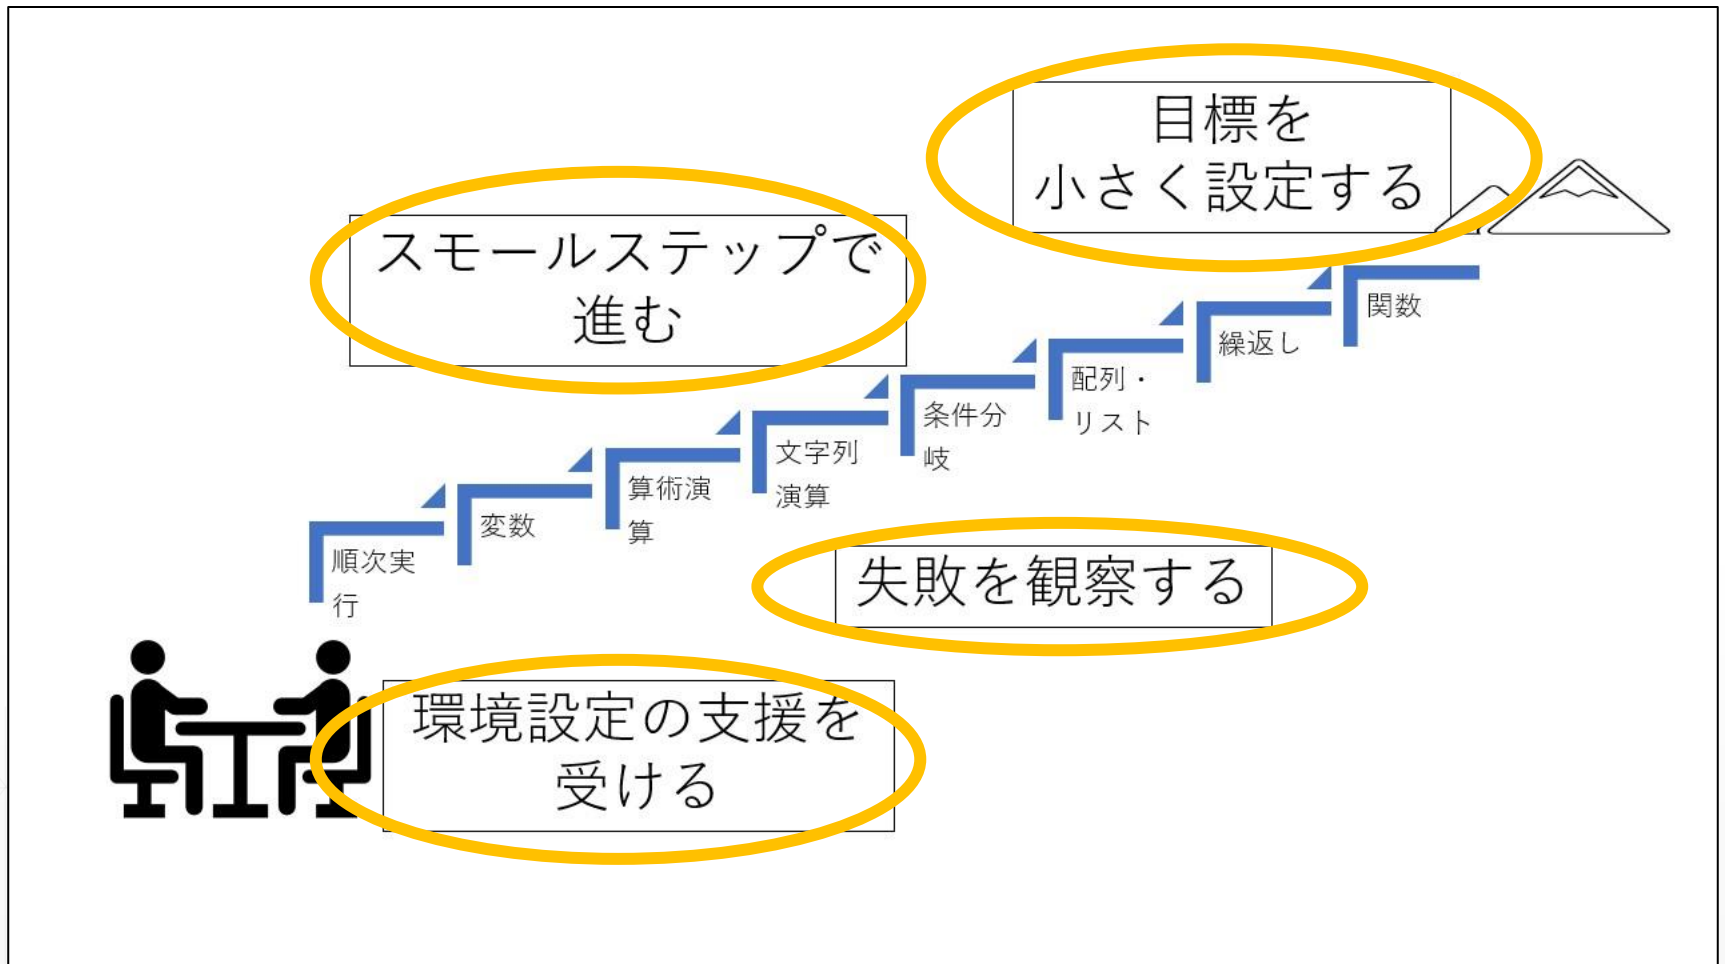 目標を
小さく設定する
スモールステップで
進む
関数
繰返し
配列・
リスト
条件分
岐
文字列
演算
算術演
算
変数
順次実
行
失敗を観察する
環境設定の支援を
受ける